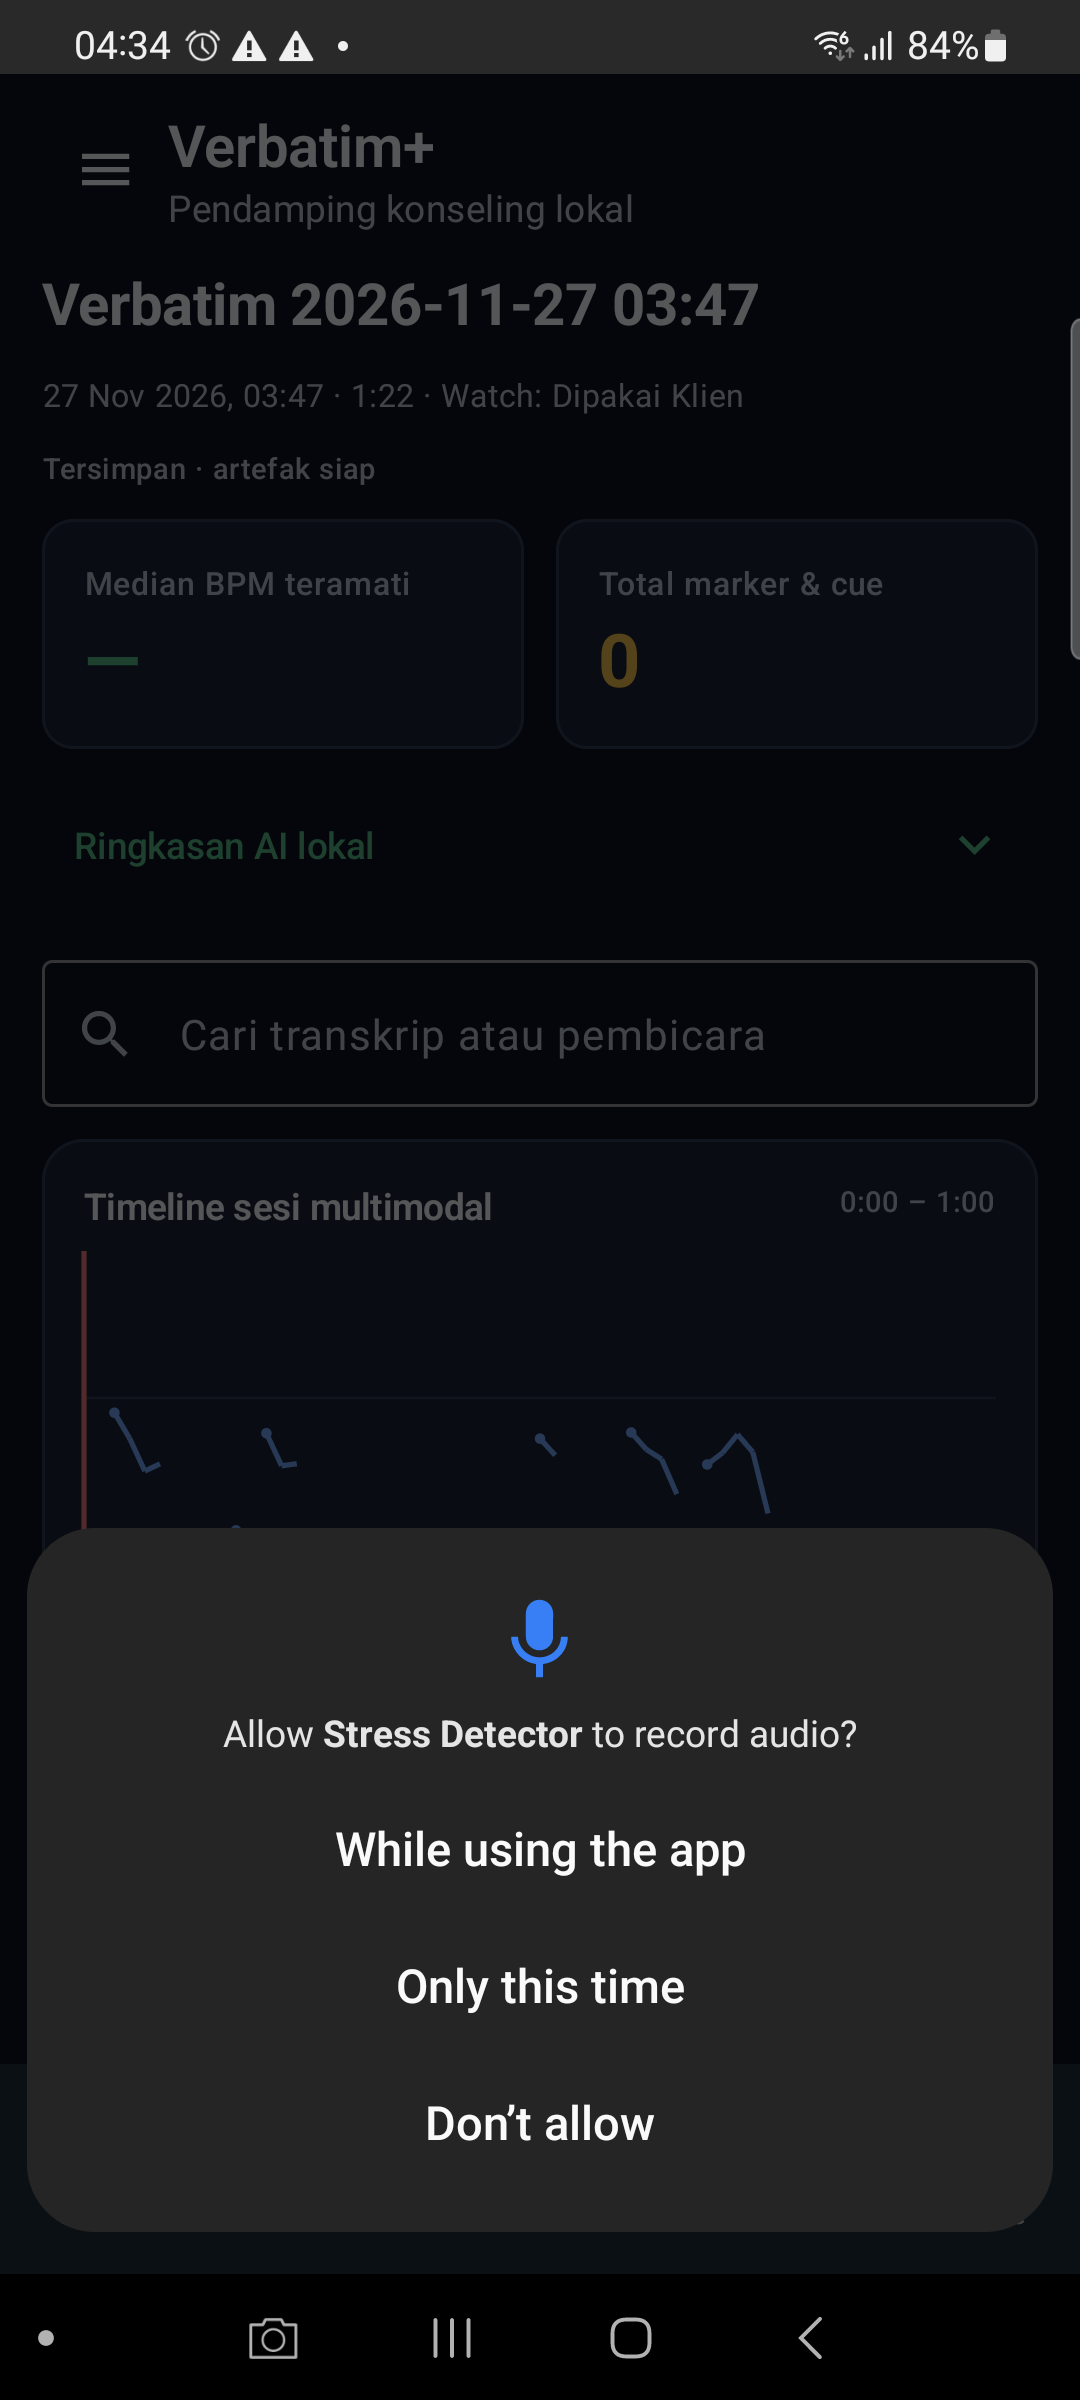 04:34
6
84%
Verbatim+
Pendamping konseling lokal
Verbatim 2026-11-27 03:47
27 Nov 2026, 03:47 · 1:22 · Watch: Dipakai Klien
Tersimpan · artefak siap
Median BPM teramati
Total marker & cue
—
0
Ringkasan AI lokal
Cari transkrip atau pembicara
Timeline sesi multimodal
0:00 – 1:00
Allow Stress Detector to record audio?
While using the app
Only this time
Don’t allow